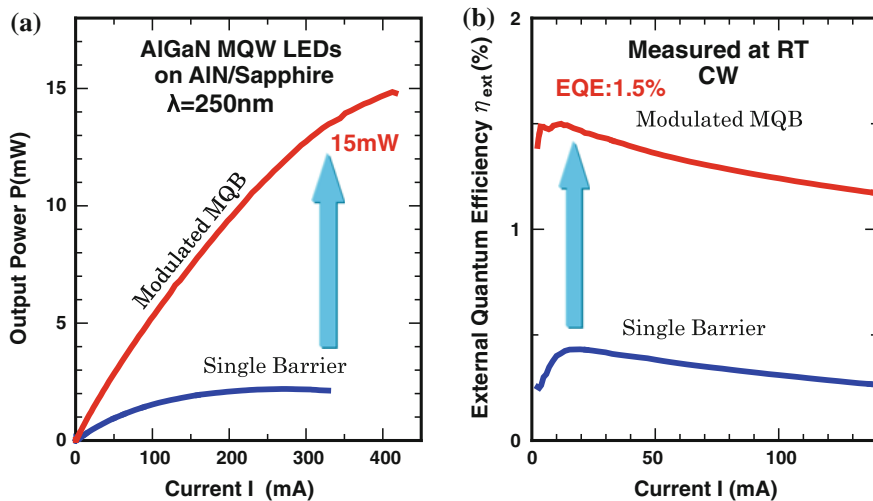 (a)
AlGaN MQW LEDs
on AlN/Sapphire
λ=250nm
15mW
Modulated MQB
Single Barrier
Output Power P(mW)
15
10
5
0
0
100
200
300
400
Current I (mA)
(b)
Measured at RT
CW
EQE:1.5%
Modulated MQB
Single Barrier
External Quantum Efficiency η ext (%)
2
1
0
0
50
100
Current I (mA)